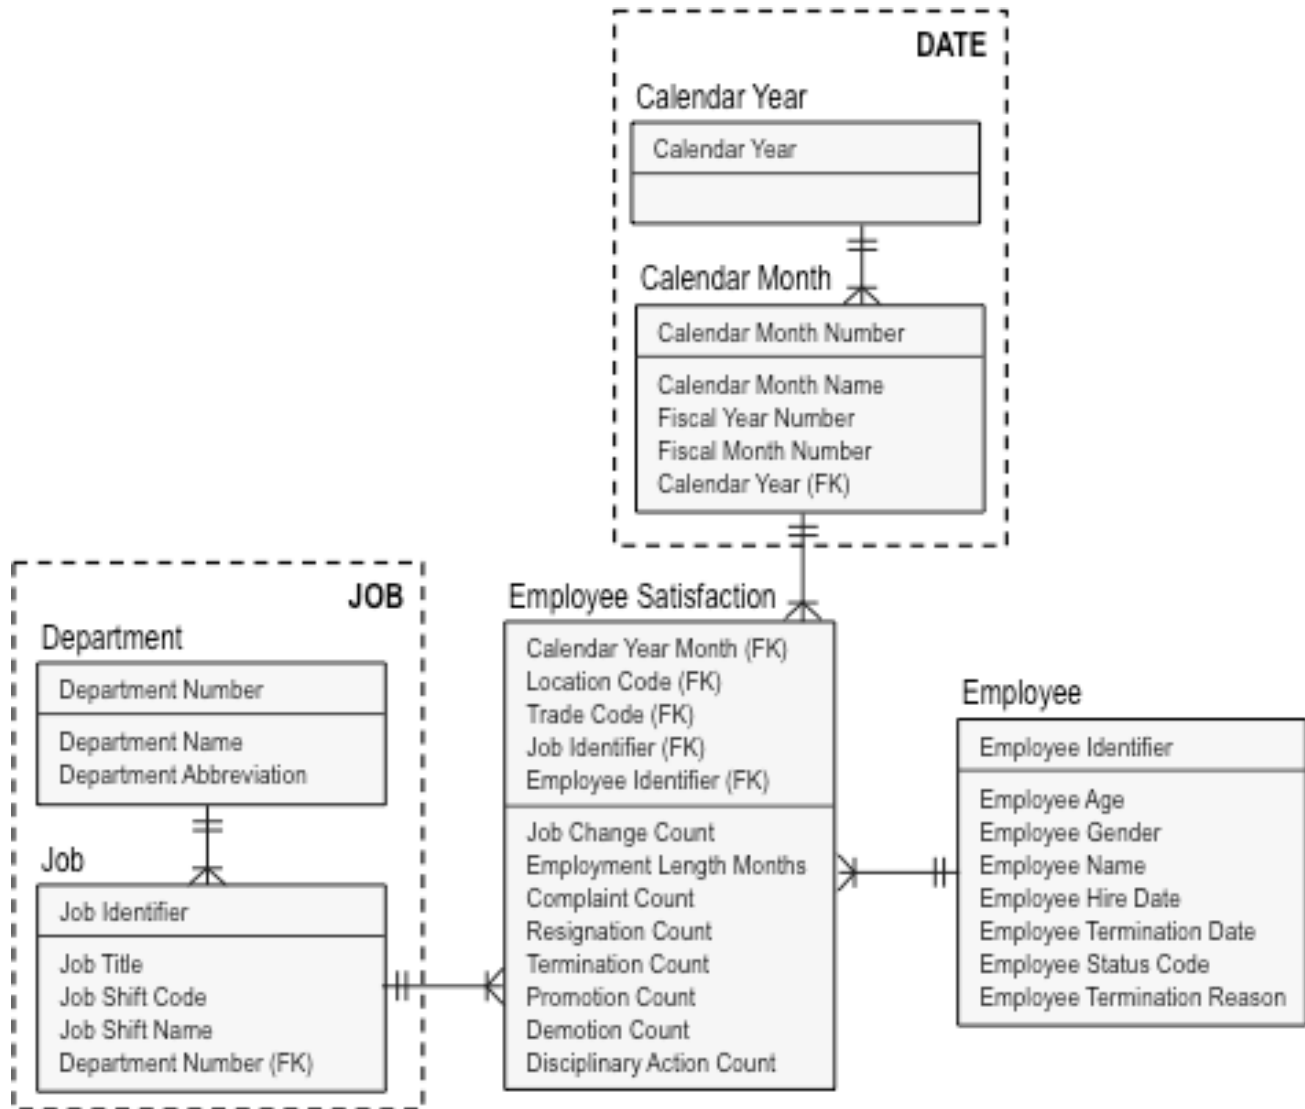 DATE
Calendar Year
Calendar Year
Calendar Month
Calendar Month Number
Calendar Month Name
Fiscal Year Number
Fiscal Month Number
Calendar Year (FK)
JOB
Department
Department Number
Department Name
Department Abbreviation
Job
Job Identifier
Job Title
Job Shift Code
Job Shift Name
Department Number (FK)
Employee Satisfaction
Calendar Year Month (FK)
Location Code (FK)
Trade Code (FK)
Job Identifier (FK)
Employee Identifier (FK)
Job Change Count
Employment Length Months
Complaint Count
Resignation Count
Termination Count
Promotion Count
Demotion Count
Disciplinary Action Count
Employee
Employee Identifier
Employee Age
Employee Gender
Employee Name
Employee Hire Date
Employee Termination Date
Employee Status Code
Employee Termination Reason